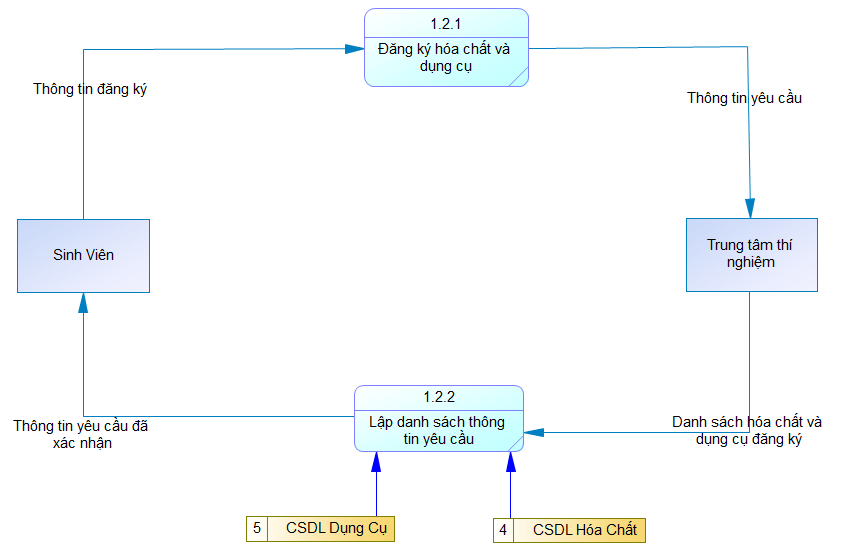 1.2.1
Đăng ký hóa chất và
dụng cụ
Thông tin đăng ký
Thông tin yêu cầu
Sinh Viên
Trung tâm thí
nghiệm
1.2.2
Lập danh sách thông
tin yêu cầu
Thông tin yêu cầu đã
xác nhận
Danh sách hóa chất và
dụng cụ đăng ký
5 CSDL Dụng Cụ
4 CSDL Hóa Chất